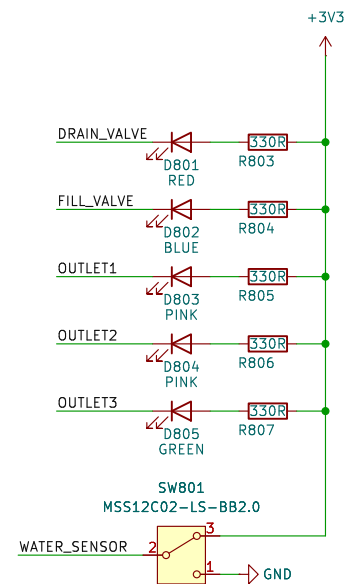 +3V3
DRAIN_VALVE
330R
D801
RED
R803
FILL_VALVE
330R
D802
BLUE
R804
OUTLET1
330R
D803
PINK
R805
OUTLET2
330R
D804
PINK
R806
OUTLET3
330R
D805
GREEN
R807
SW801
MSS12C02-LS-BB2.0
3
WATER_SENSOR
2
1
GND